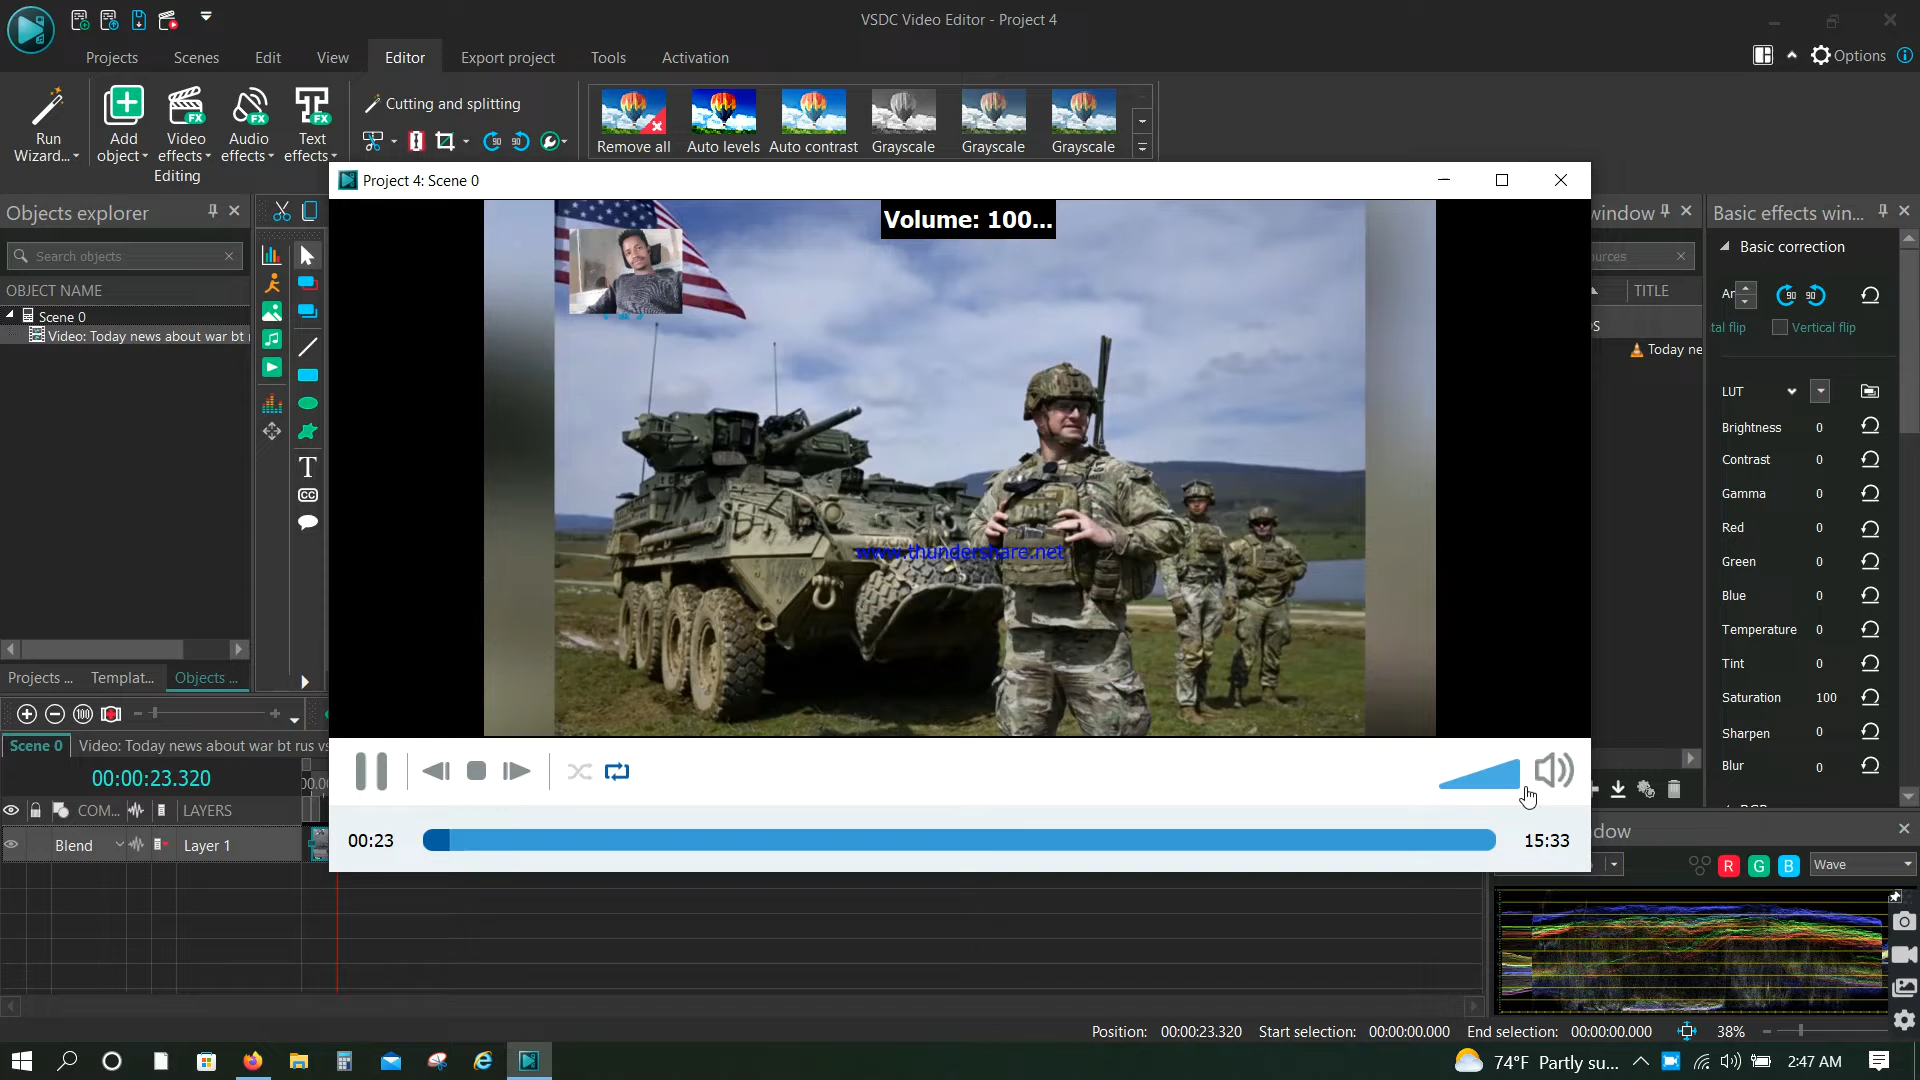 VSDC Video Editor - Project 4
Projects
Scenes
Edit
View
Editor
Export project
Tools
Activation
Options
Run Wizard...
Add object
Video effects
Audio effects
Text effects
Editing
Cutting and splitting
Remove all
Auto levels
Auto contrast
Grayscale
Grayscale
Grayscale
Project 4: Scene 0
Objects explorer
Search objects
OBJECT NAME
Scene 0
Video: Today news about war bt
Volume: 100...
www.thundershare.net
window
TITLE
Today ne
Basic effects win...
Basic correction
90 90
tal flip
Vertical flip
LUT
Brightness 0
Contrast 0
Gamma 0
Red 0
Green 0
Blue 0
Temperature 0
Tint 0
Saturation 100
Sharpen 0
Blur 0
Projects ...
Templat...
Objects ...
Scene 0
Video: Today news about war bt rus vs
00:00:23.320
COM...
LAYERS
Blend
Layer 1
00:23
15:33
R G B
Wave
Position: 00:00:23.320 Start selection: 00:00:00.000 End selection: 00:00:00.000 38%
74°F Partly su...
2:47 AM